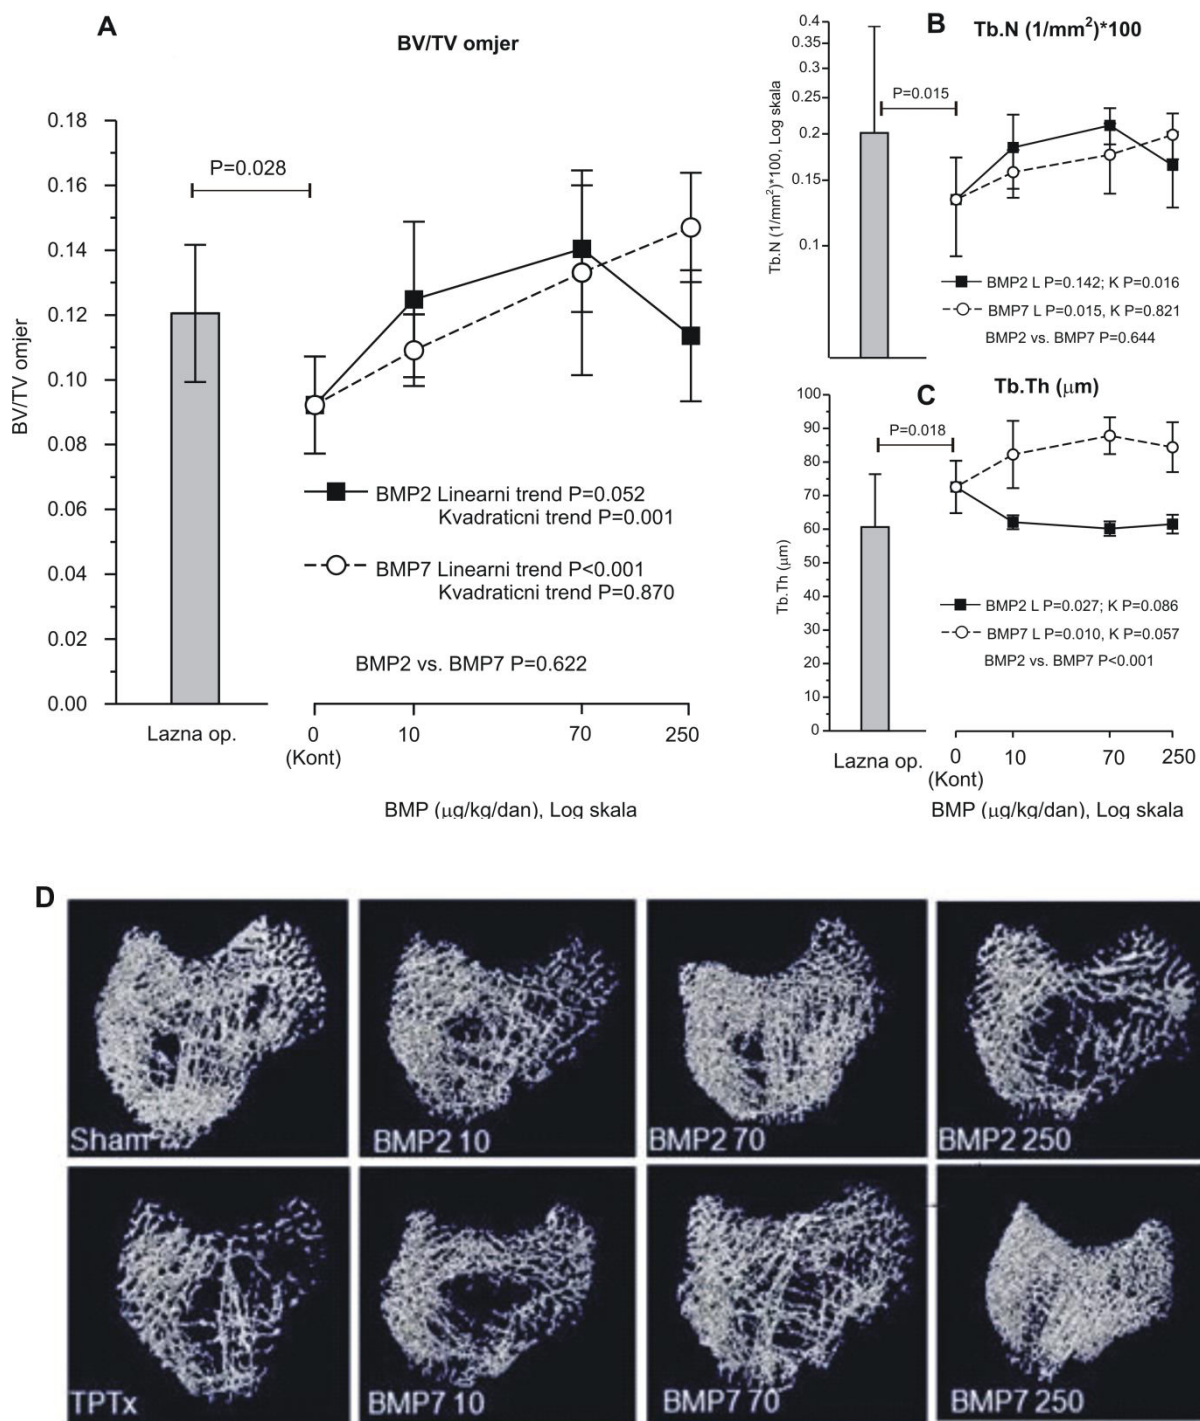 A
BV/TV omjer
BV/TV omjer
0.18
0.16
0.14
0.12
0.10
0.08
0.06
0.04
0.02
0.00
P=0.028
BMP2 Linearni trend P=0.052
Kvadraticni trend P=0.001
BMP7 Linearni trend P<0.001
Kvadraticni trend P=0.870
BMP2 vs. BMP7 P=0.622
Lazna op.
0
(Kont)
10
70
250
BMP (μg/kg/dan), Log skala
B
Tb.N (1/mm²)*100
Tb.N (1/mm²)*100, Log skala
0.4
0.35
0.3
0.25
0.2
0.15
0.1
P=0.015
BMP2 L P=0.142; K P=0.016
BMP7 L P=0.015, K P=0.821
BMP2 vs. BMP7 P=0.644
C
Tb.Th (μm)
Tb.Th (μm)
100
90
80
70
60
50
40
30
20
10
0
P=0.018
BMP2 L P=0.027; K P=0.086
BMP7 L P=0.010, K P=0.057
BMP2 vs. BMP7 P<0.001
Lazna op.
0
(Kont)
10
70
250
BMP (μg/kg/dan), Log skala
D
Sham
BMP2 10
BMP2 70
BMP2 250
TPTx
BMP7 10
BMP7 70
BMP7 250